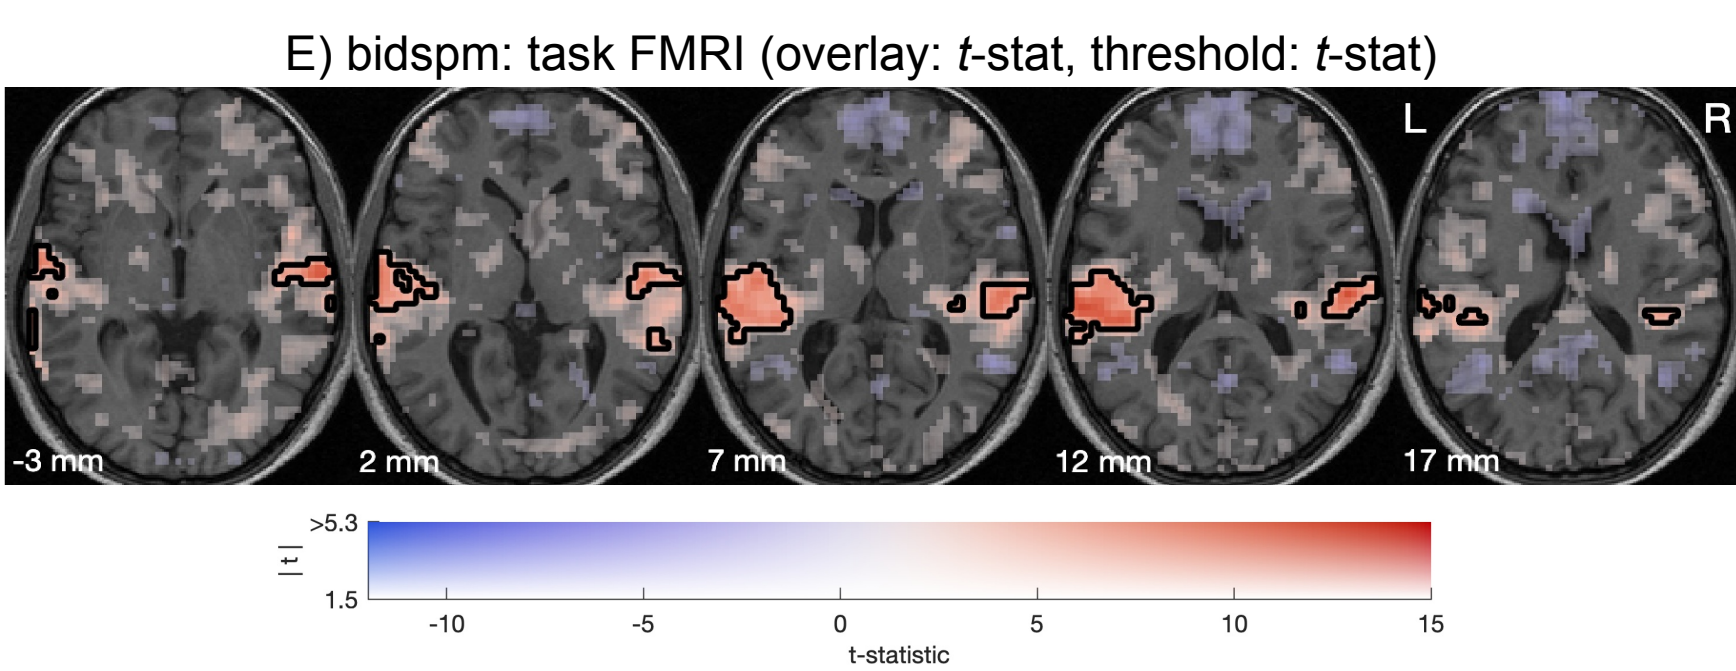 E) bidspm: task FMRI (overlay: t-stat, threshold: t-stat)
L R
-3 mm 2 mm 7 mm 12 mm 17 mm
>5.3
|t|
1.5
-10 -5 0 5 10 15
t-statistic